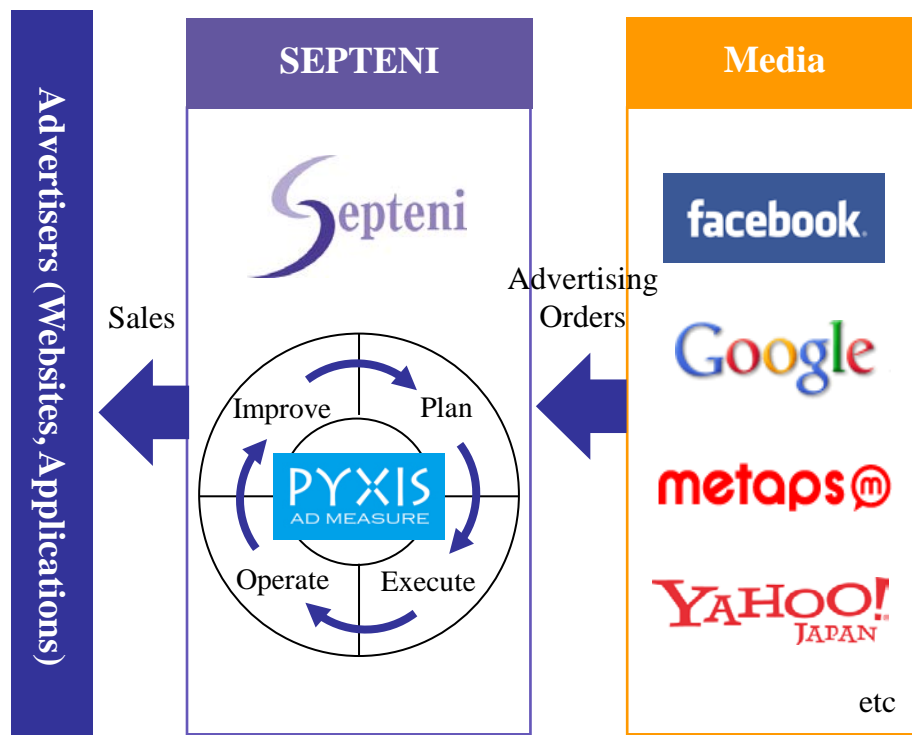 Advertisers (Websites, Applications)
Sales
SEPTENI
Septeni
Improve
Plan
PYXIS
AD MEASURE
Operate
Execute
Advertising
Orders
Media
facebook.
Google
metaps m
YAHOO!
JAPAN
etc